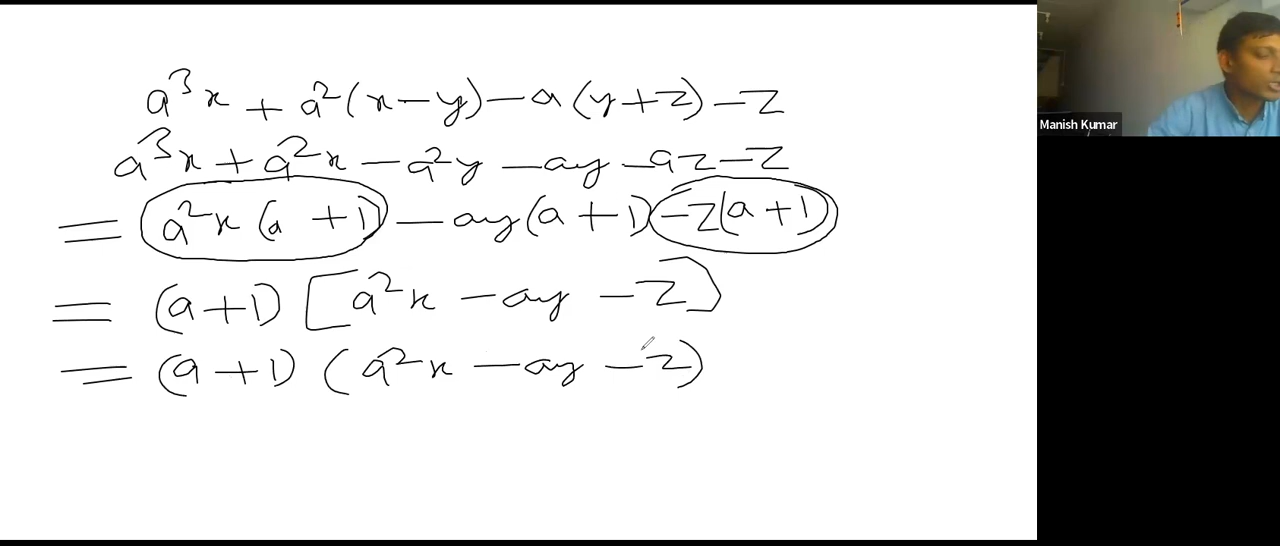 a³x + a²(x-y) - a(y+z) - z
a³x + a²x - a²y - ay - az - z
= a²x(a + 1) - ay(a + 1) - z(a + 1)
= (a+1) [a²x - ay - z]
= (a+1) (a²x - ay - z)
Manish Kumar